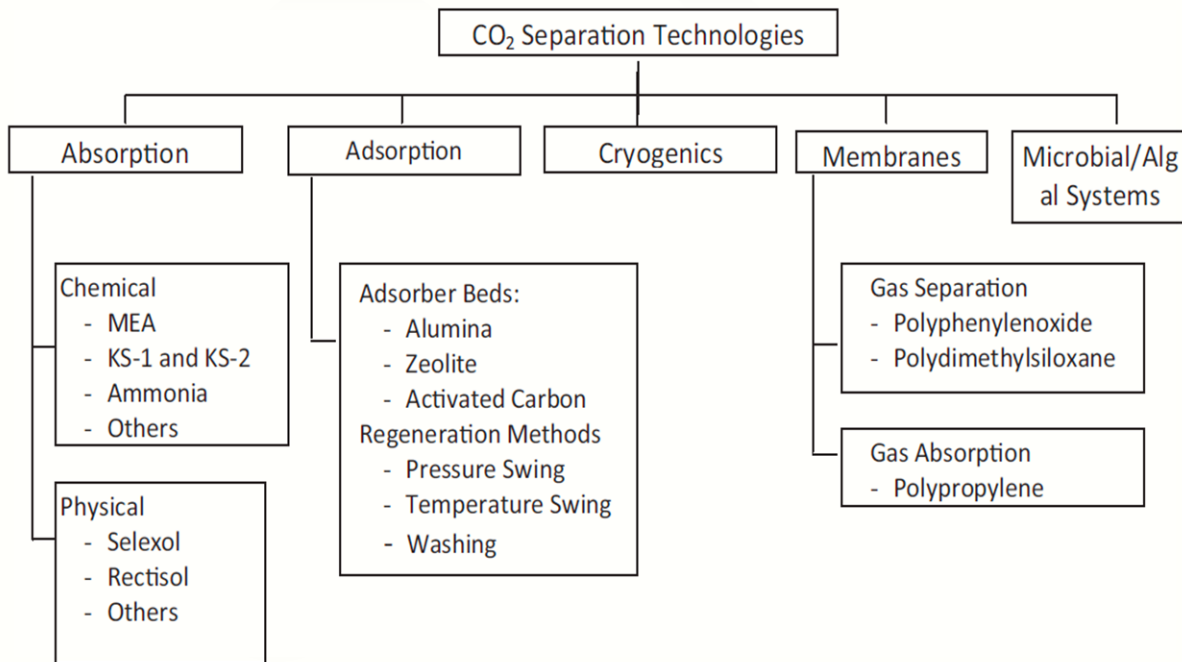 CO₂ Separation Technologies
Absorption
Adsorption
Cryogenics
Membranes
Microbial/Alg
al Systems
Chemical
- MEA
- KS-1 and KS-2
- Ammonia
- Others
Physical
- Selexol
- Rectisol
- Others
Adsorber Beds:
- Alumina
- Zeolite
- Activated Carbon
Regeneration Methods
- Pressure Swing
- Temperature Swing
- Washing
Gas Separation
- Polyphenylenoxide
- Polydimethylsiloxane
Gas Absorption
- Polypropylene